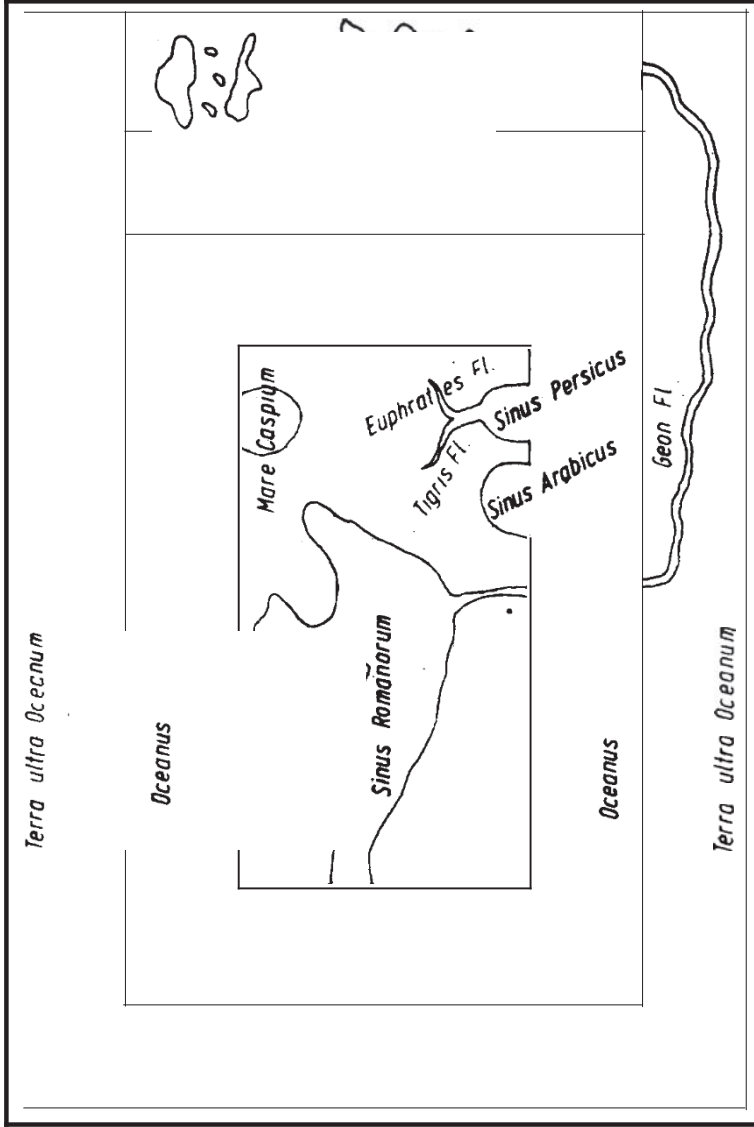 Terra ultra Ocecnum
Oceanus
Mare Caspium
Euphrates Fl.
Tigris Fl.
Sinus Persicus
Sinus Arabicus
Sinus Romanorum
Geon Fl
Oceanus
Terra ultra Oceanum